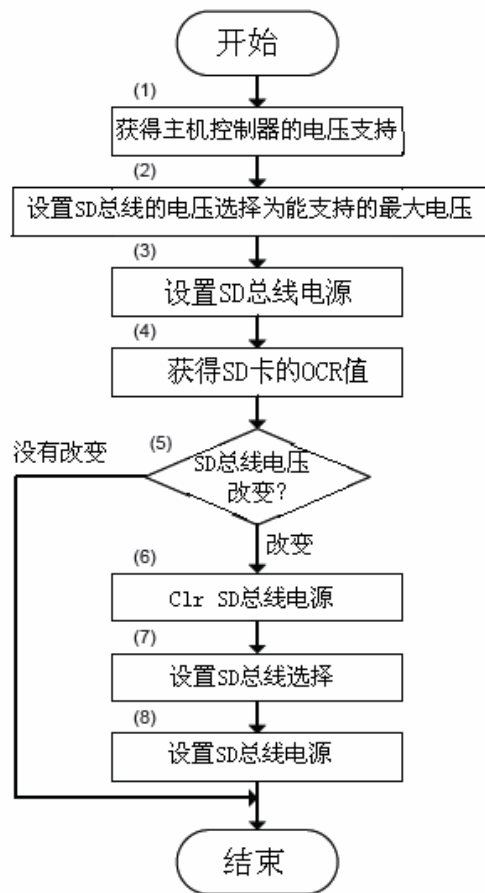 开始
(1)
获得主机控制器的电压支持
(2)
设置SD总线的电压选择为能支持的最大电压
(3)
设置SD总线电源
(4)
获得SD卡的OCR值
没有改变
(5)
SD总线电压
改变?
改变
(6)
Clr SD总线电源
(7)
设置SD总线选择
(8)
设置SD总线电源
结束